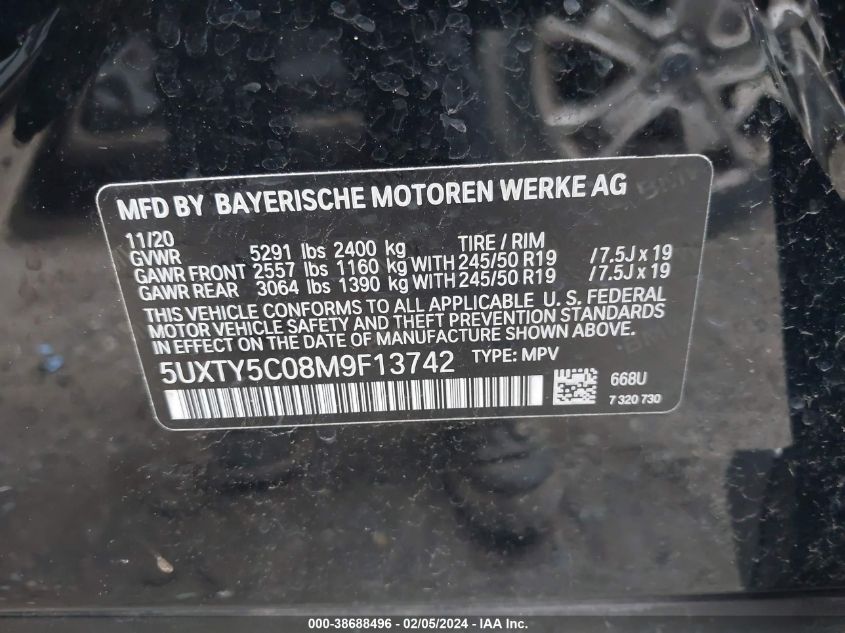 MFD BY BAYERISCHE MOTOREN WERKE AG
11/20
GVWR 5291 lbs 2400 kg TIRE / RIM
GAWR FRONT 2557 lbs 1160 kg WITH 245/50 R19 /7.5J x 19
GAWR REAR 3064 lbs 1390 kg WITH 245/50 R19 /7.5J x 19
THIS VEHICLE CONFORMS TO ALL APPLICABLE U. S. FEDERAL
MOTOR VEHICLE SAFETY AND THEFT PREVENTION STANDARDS
IN EFFECT ON THE DATE OF MANUFACTURE SHOWN ABOVE.
5UXTY5C08M9F13742 TYPE: MPV
668U
7 320 730
000-38688496 - 02/05/2024 - IAA Inc.